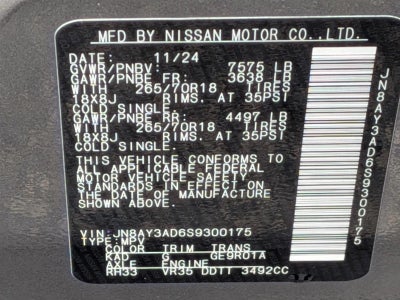 MFD BY NISSAN MOTOR CO.,LTD.
DATE: 11/24
GVWR/PNBV: 7575 LB
GAWR/PNBE FR: 3638 LB
WITH 265/70R18 TIRES
18X8J RIMS. AT 35PSI
COLD SINGLE
GAWR/PNBE RR: 4497 LB
WITH 265/70R18 TIRES
18X8J RIMS. AT 35PSI
COLD SINGLE
THIS VEHICLE CONFORMS TO
ALL APPLICABLE FEDERAL
MOTOR VEHICLE SAFETY
STANDARDS IN EFFECT ON
THE DATE OF MANUFACTURE
SHOWN ABOVE.
VIN:JN8AY3AD6S9300175
TYPE:MPV
COLOR TRIM TRANS
KAD G GE9R01A
AXLE ENGINE
RH33 VR35 DDTT 3492CC
JN8AY3AD6S9300175